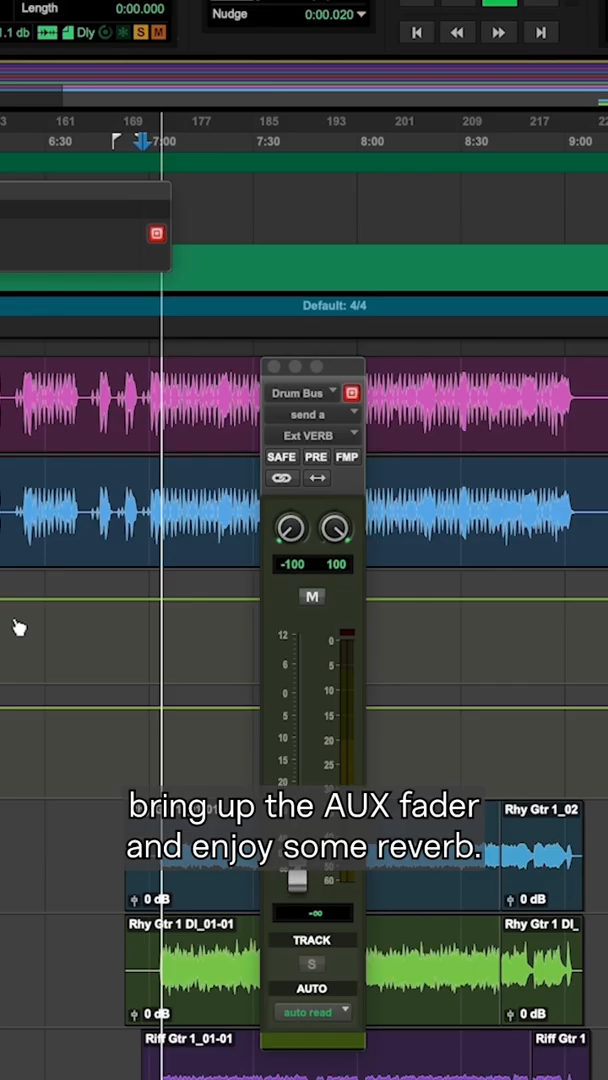 Length 0:00.000
1.1 db Dly S M
Nudge 0:00.020
161 169 177 185 193 201 209 217
6:30 7:00 7:30 8:00 8:30 9:00
Default: 4/4
Drum Bus
send a
Ext VERB
SAFE PRE FMP
-100 100
M
12
6 0
0 5
5 10
10 15
15 20
20 25
30
bring up the AUX fader
and enjoy some reverb.
Rhy Gtr 1_02
60
0 dB 0 dB
-∞
Rhy Gtr 1 DI_01-01 Rhy Gtr 1 DI_
TRACK
S
AUTO
auto read
0 dB 0 dB
Riff Gtr 1_01-01 Riff Gtr 1